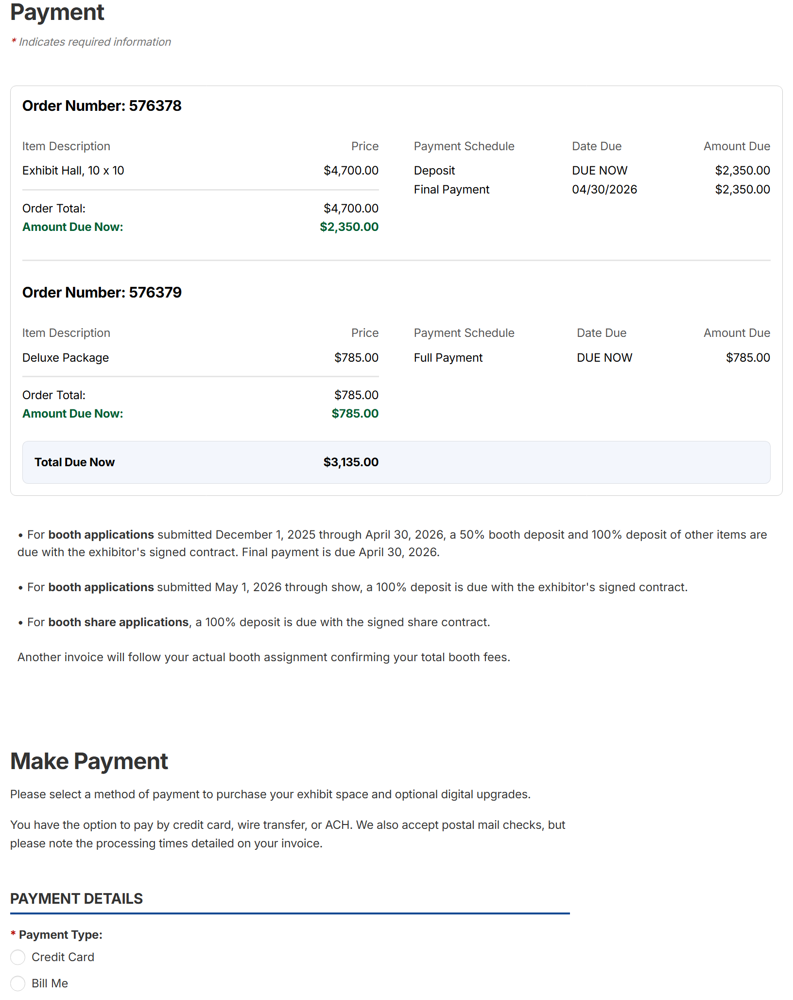 Payment
* Indicates required information
Order Number: 576378
Item Description Price Payment Schedule Date Due Amount Due
Exhibit Hall, 10 x 10 $4,700.00 Deposit DUE NOW $2,350.00
Final Payment 04/30/2026 $2,350.00
Order Total: $4,700.00
Amount Due Now: $2,350.00
Order Number: 576379
Item Description Price Payment Schedule Date Due Amount Due
Deluxe Package $785.00 Full Payment DUE NOW $785.00
Order Total: $785.00
Amount Due Now: $785.00
Total Due Now $3,135.00
• For booth applications submitted December 1, 2025 through April 30, 2026, a 50% booth deposit and 100% deposit of other items are
due with the exhibitor's signed contract. Final payment is due April 30, 2026.
• For booth applications submitted May 1, 2026 through show, a 100% deposit is due with the exhibitor's signed contract.
• For booth share applications, a 100% deposit is due with the signed share contract.
Another invoice will follow your actual booth assignment confirming your total booth fees.
Make Payment
Please select a method of payment to purchase your exhibit space and optional digital upgrades.
You have the option to pay by credit card, wire transfer, or ACH. We also accept postal mail checks, but
please note the processing times detailed on your invoice.
PAYMENT DETAILS
* Payment Type:
Credit Card
Bill Me